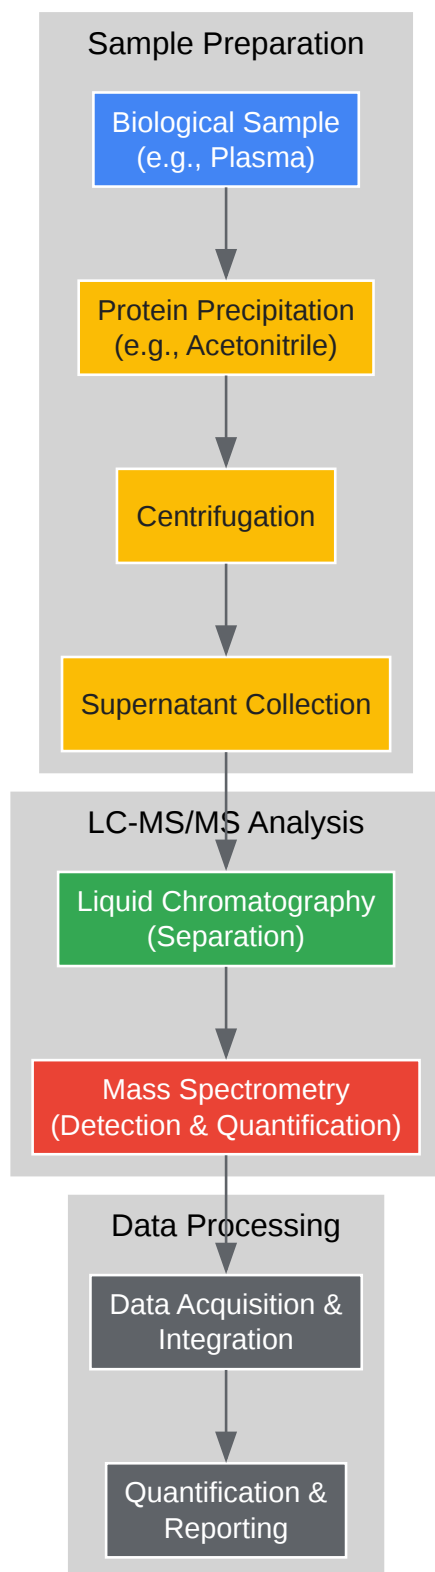 Sample Preparation
Biological Sample
(e.g., Plasma)
Protein Precipitation
(e.g., Acetonitrile)
Centrifugation
Supernatant Collection
LC-MS/MS Analysis
Liquid Chromatography
(Separation)
Mass Spectrometry
(Detection & Quantification)
Data Processing
Data Acquisition &
Integration
Quantification &
Reporting